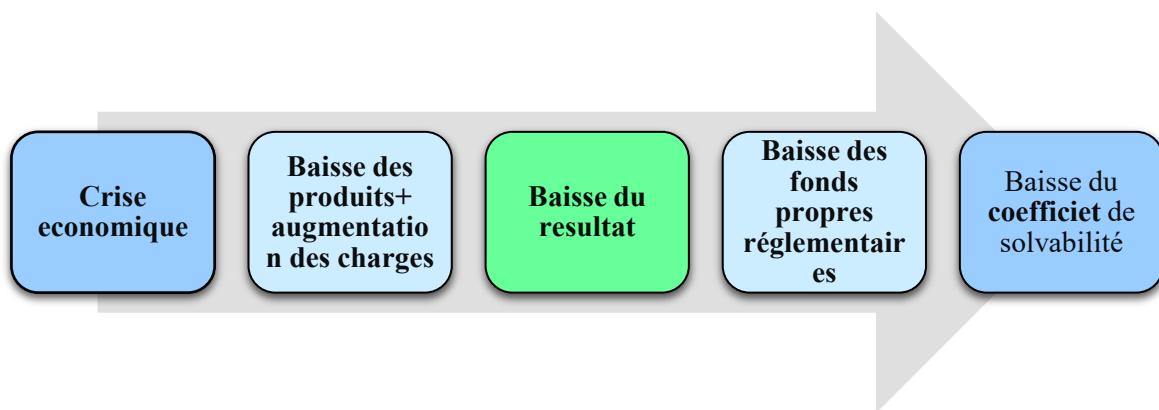 Crise
economique
Baisse des
produits+
augmentatio
n des charges
Baisse du
resultat
Baisse des
fonds
propres
réglementair
es
Baisse du
coefficiet de
solvabilité